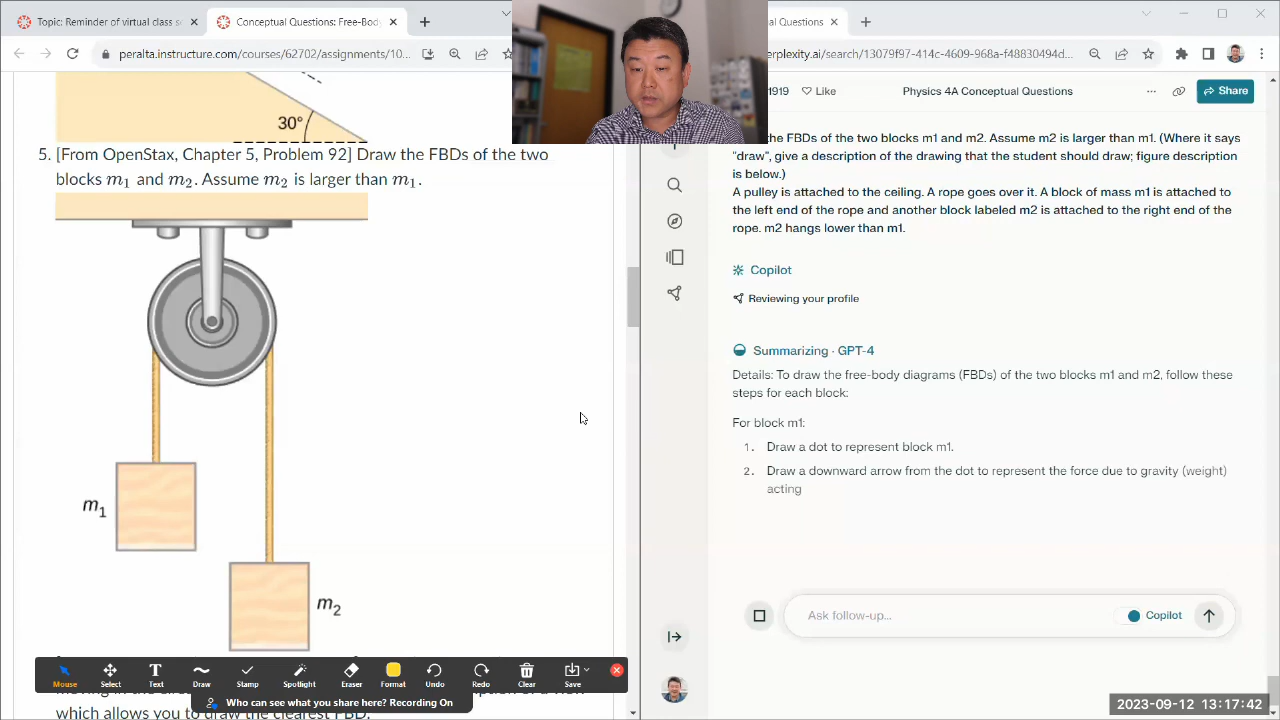 Topic: Reminder of virtual class s
Conceptual Questions: Free-Bod
al Questions
peralta.instructure.com/courses/62702/assignments/10...
perplexity.ai/search/13079f97-414c-4609-968a-f48830494d...
1919
Like
Physics 4A Conceptual Questions
Share
30°
5. [From OpenStax, Chapter 5, Problem 92] Draw the FBDs of the two
blocks m1 and m2. Assume m2 is larger than m1.
m1
m2
the FBDs of the two blocks m1 and m2. Assume m2 is larger than m1. (Where it says
"draw", give a description of the drawing that the student should draw; figure description
is below.)
A pulley is attached to the ceiling. A rope goes over it. A block of mass m1 is attached to
the left end of the rope and another block labeled m2 is attached to the right end of the
rope. m2 hangs lower than m1.
Copilot
Reviewing your profile
Summarizing · GPT-4
Details: To draw the free-body diagrams (FBDs) of the two blocks m1 and m2, follow these
steps for each block:
For block m1:
1. Draw a dot to represent block m1.
2. Draw a downward arrow from the dot to represent the force due to gravity (weight)
acting
Ask follow-up...
Copilot
Mouse
Select
Text
Draw
Stamp
Spotlight
Eraser
Format
Undo
Redo
Clear
Save
Who can see what you share here? Recording On
which allows you to draw the clearest FBD.
2023-09-12 13:17:42